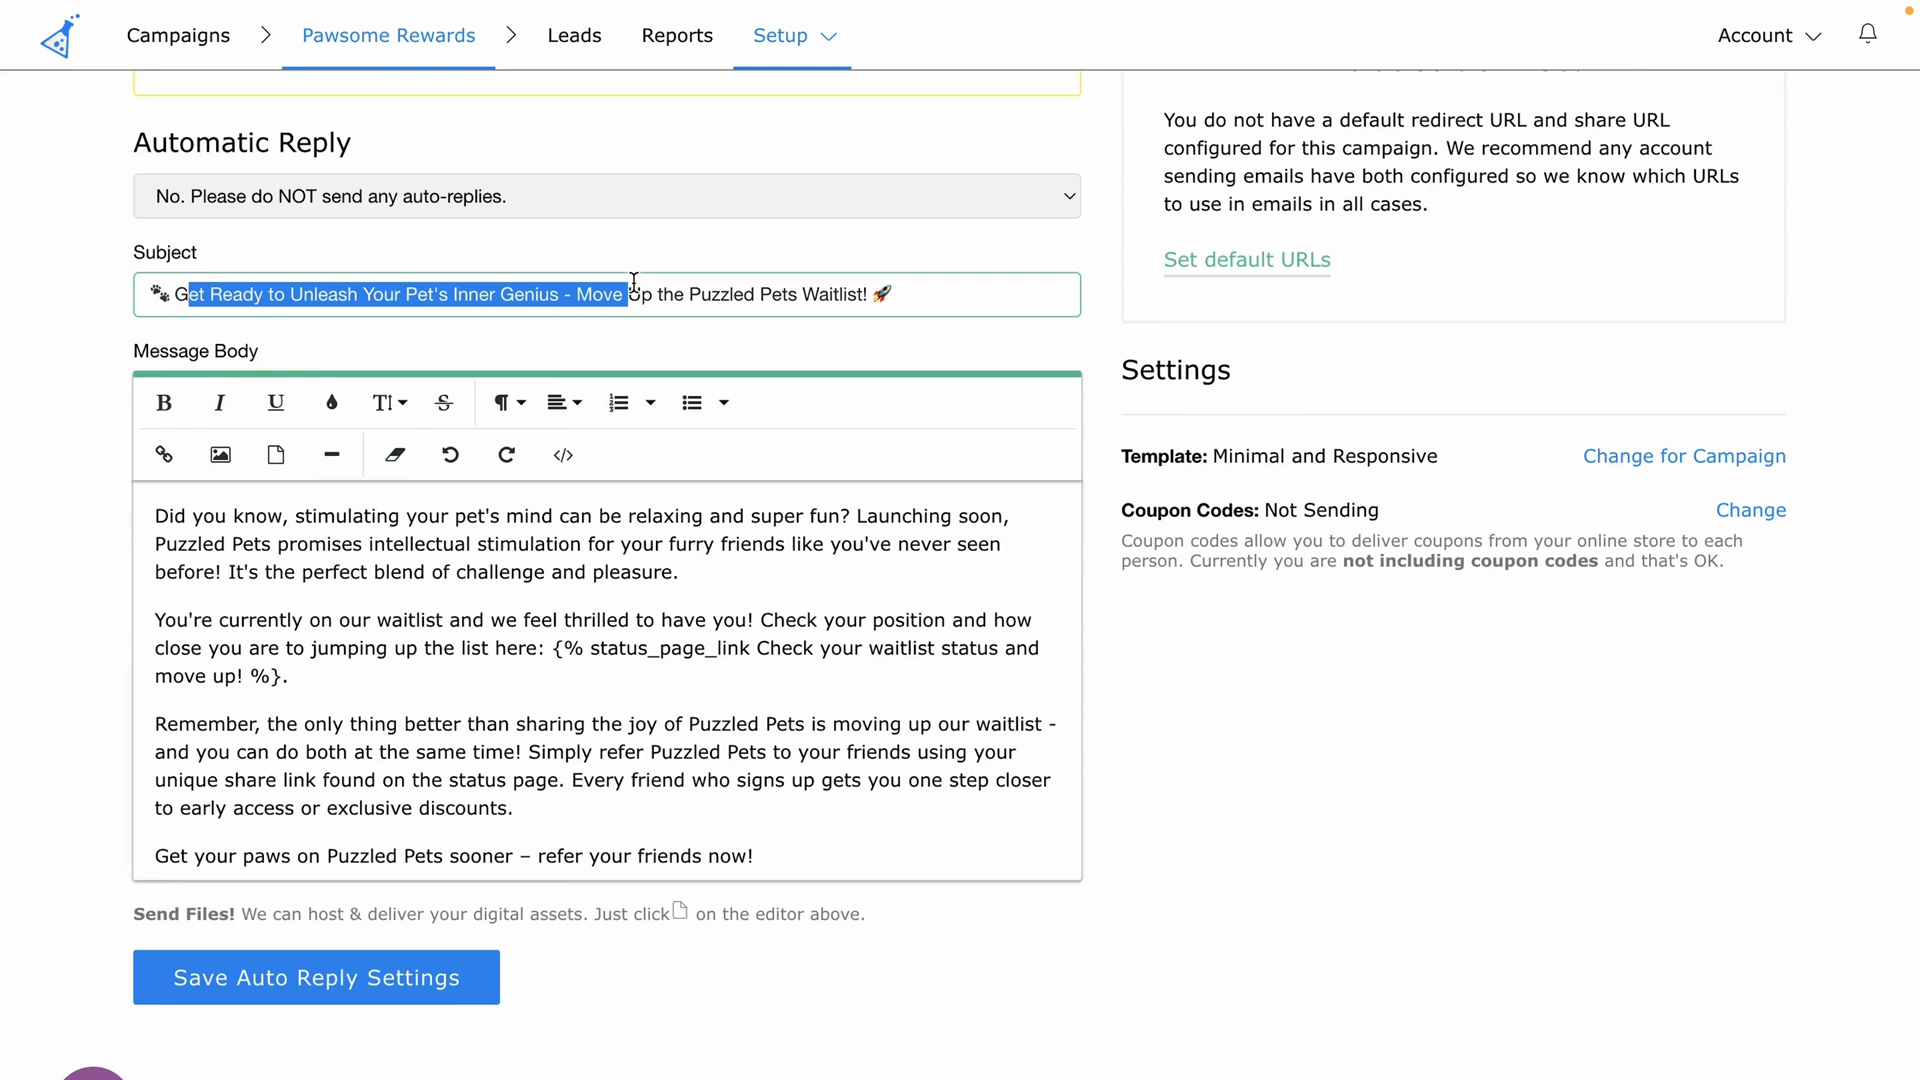 Campaigns Pawsome Rewards Leads Reports Setup Account
Automatic Reply
No. Please do NOT send any auto-replies.
Subject
🐾 Get Ready to Unleash Your Pet's Inner Genius - Move Up the Puzzled Pets Waitlist! 🚀
Message Body
B I U T S
Did you know, stimulating your pet's mind can be relaxing and super fun? Launching soon,
Puzzled Pets promises intellectual stimulation for your furry friends like you've never seen
before! It's the perfect blend of challenge and pleasure.
You're currently on our waitlist and we feel thrilled to have you! Check your position and how
close you are to jumping up the list here: {% status_page_link Check your waitlist status and
move up! %}.
Remember, the only thing better than sharing the joy of Puzzled Pets is moving up our waitlist -
and you can do both at the same time! Simply refer Puzzled Pets to your friends using your
unique share link found on the status page. Every friend who signs up gets you one step closer
to early access or exclusive discounts.
Get your paws on Puzzled Pets sooner – refer your friends now!
Send Files! We can host & deliver your digital assets. Just click on the editor above.
Save Auto Reply Settings
You do not have a default redirect URL and share URL
configured for this campaign. We recommend any account
sending emails have both configured so we know which URLs
to use in emails in all cases.
Set default URLs
Settings
Template: Minimal and Responsive Change for Campaign
Coupon Codes: Not Sending Change
Coupon codes allow you to deliver coupons from your online store to each
person. Currently you are not including coupon codes and that's OK.